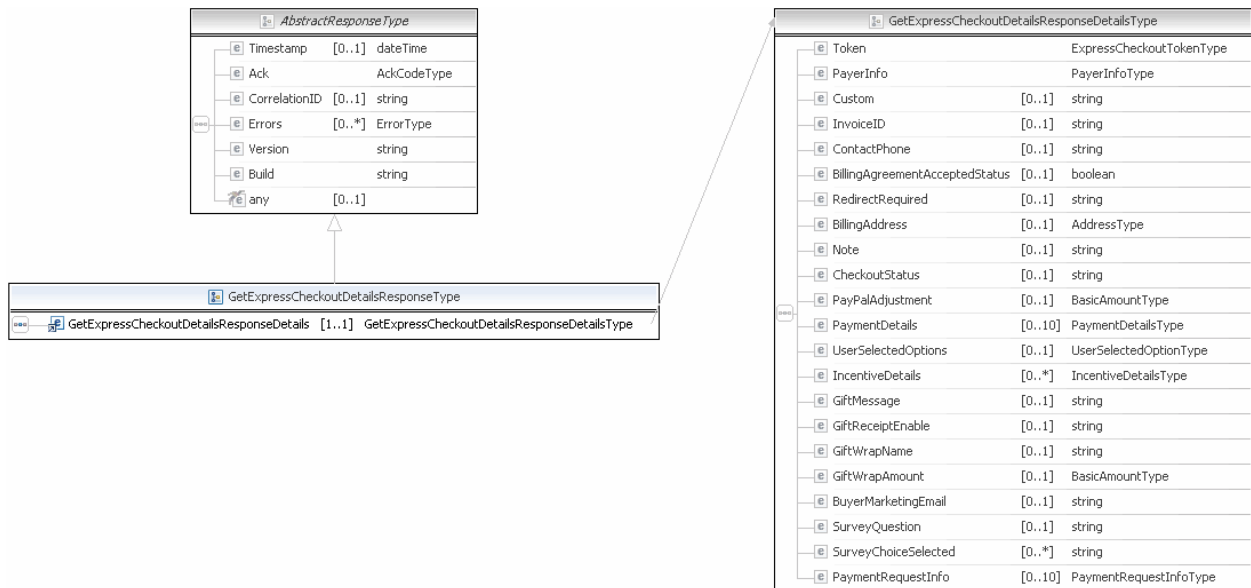 AbstractResponseType
e Timestamp [0..1] dateTime
e Ack AckCodeType
e CorrelationID [0..1] string
e Errors [0..*] ErrorType
e Version string
e Build string
e any [0..1]
GetExpressCheckoutDetailsResponseType
e GetExpressCheckoutDetailsResponseDetails [1..1] GetExpressCheckoutDetailsResponseDetailsType
GetExpressCheckoutDetailsResponseDetailsType
e Token ExpressCheckoutTokenType
e PayerInfo PayerInfoType
e Custom [0..1] string
e InvoiceID [0..1] string
e ContactPhone [0..1] string
e BillingAgreementAcceptedStatus [0..1] boolean
e RedirectRequired [0..1] string
e BillingAddress [0..1] AddressType
e Note [0..1] string
e CheckoutStatus [0..1] string
e PayPalAdjustment [0..1] BasicAmountType
e PaymentDetails [0..10] PaymentDetailsType
e UserSelectedOptions [0..1] UserSelectedOptionType
e IncentiveDetails [0..*] IncentiveDetailsType
e GiftMessage [0..1] string
e GiftReceiptEnable [0..1] string
e GiftWrapName [0..1] string
e GiftWrapAmount [0..1] BasicAmountType
e BuyerMarketingEmail [0..1] string
e SurveyQuestion [0..1] string
e SurveyChoiceSelected [0..*] string
e PaymentRequestInfo [0..10] PaymentRequestInfoType